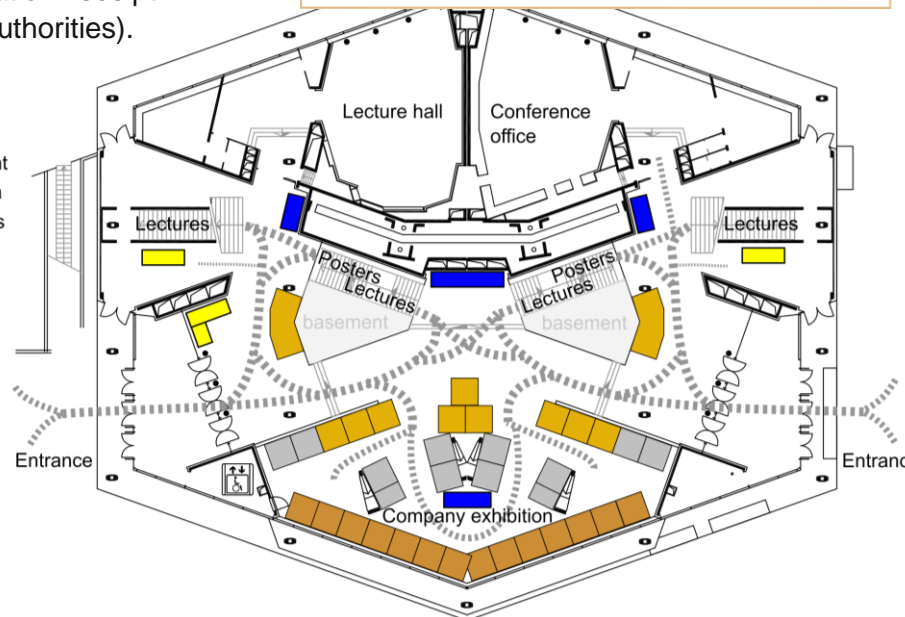 uthorities).
Lecture hall
Conference
office
Lectures
Lectures
Posters
Lectures
Posters
Lectures
basement
basement
Entrance
Entranc
Company exhibition